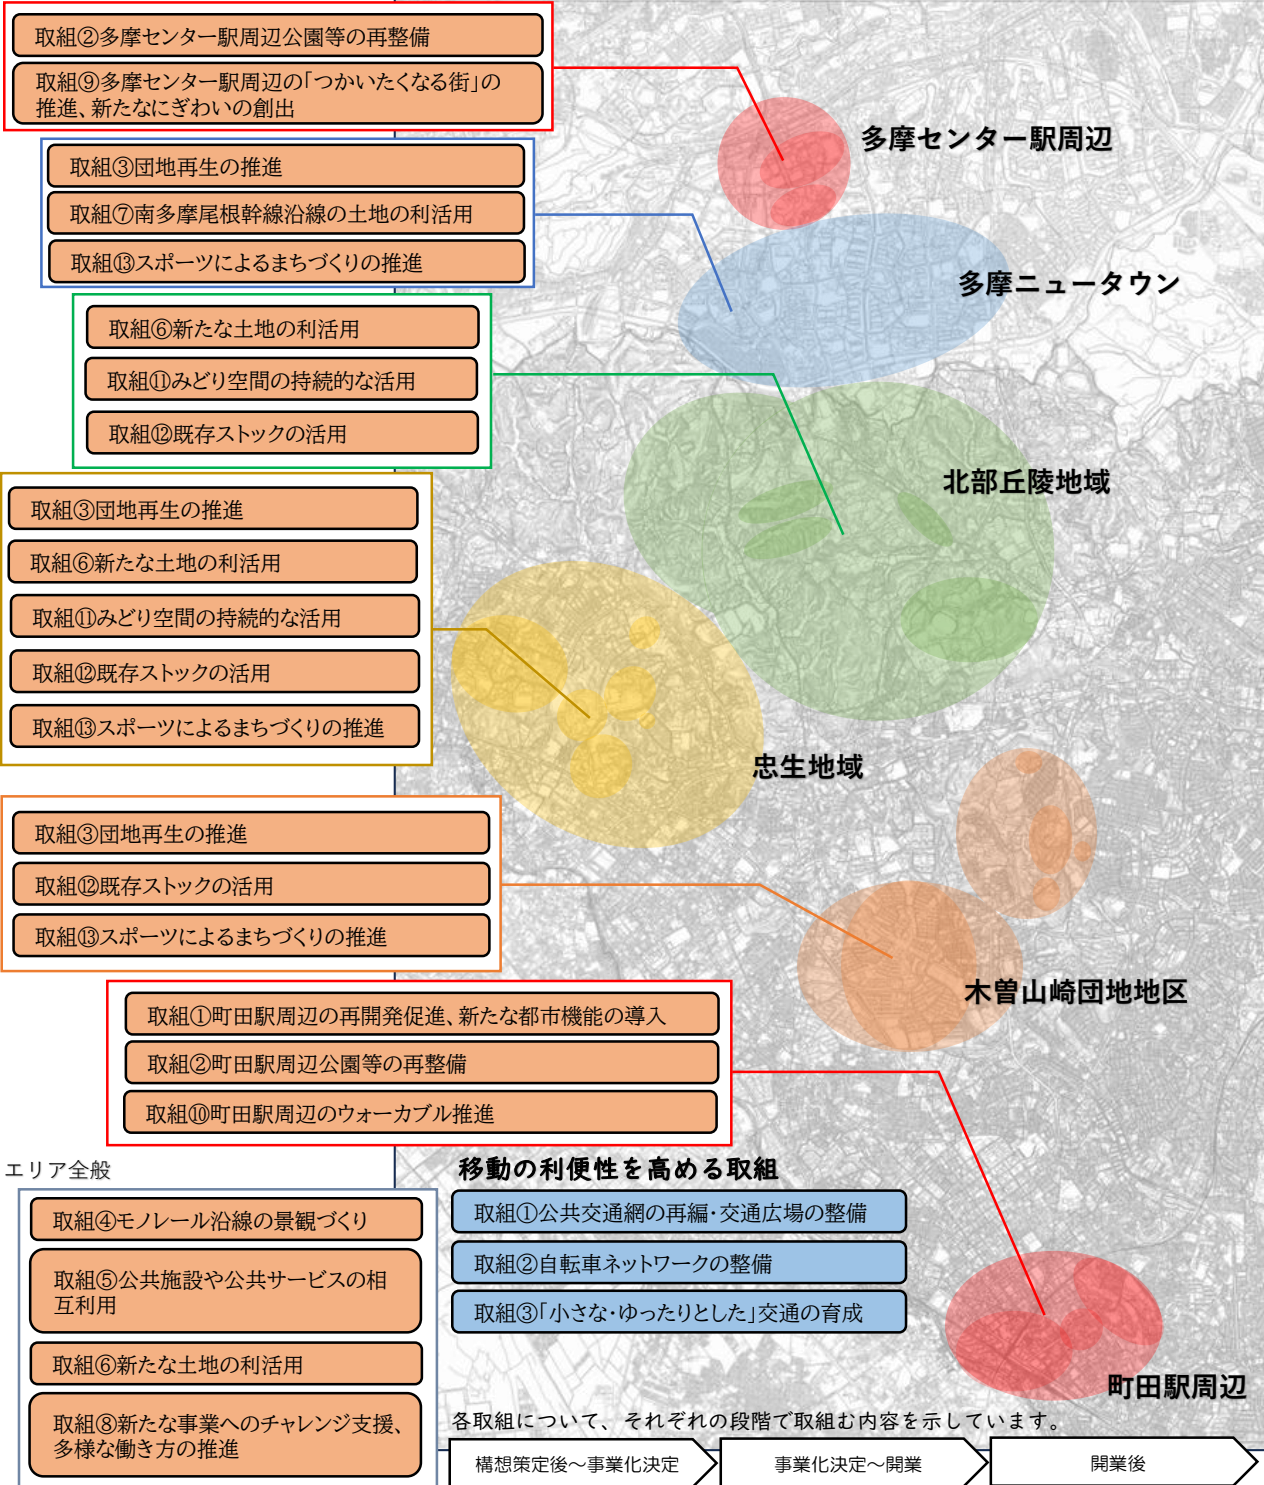 取組②多摩センター駅周辺公園等の再整備
取組⑨多摩センター駅周辺の「つかいたくなる街」の
推進、新たなにぎわいの創出
多摩センター駅周辺
取組③団地再生の推進
取組⑦南多摩尾根幹線沿線の土地の利活用
取組⑬スポーツによるまちづくりの推進
多摩ニュータウン
取組⑥新たな土地の利活用
取組⑪みどり空間の持続的な活用
取組⑫既存ストックの活用
北部丘陵地域
取組③団地再生の推進
取組⑥新たな土地の利活用
取組⑪みどり空間の持続的な活用
取組⑫既存ストックの活用
取組⑬スポーツによるまちづくりの推進
忠生地域
取組③団地再生の推進
取組⑫既存ストックの活用
取組⑬スポーツによるまちづくりの推進
木曽山崎団地地区
取組①町田駅周辺の再開発促進、新たな都市機能の導入
取組②町田駅周辺公園等の再整備
取組⑩町田駅周辺のウォーカブル推進
町田駅周辺
エリア全般
取組④モノレール沿線の景観づくり
取組⑤公共施設や公共サービスの相
互利用
取組⑥新たな土地の利活用
取組⑧新たな事業へのチャレンジ支援、
多様な働き方の推進
移動の利便性を高める取組
取組①公共交通網の再編・交通広場の整備
取組②自転車ネットワークの整備
取組③「小さな・ゆったりとした」交通の育成
各取組について、それぞれの段階で取組む内容を示しています。
構想策定後～事業化決定
事業化決定～開業
開業後